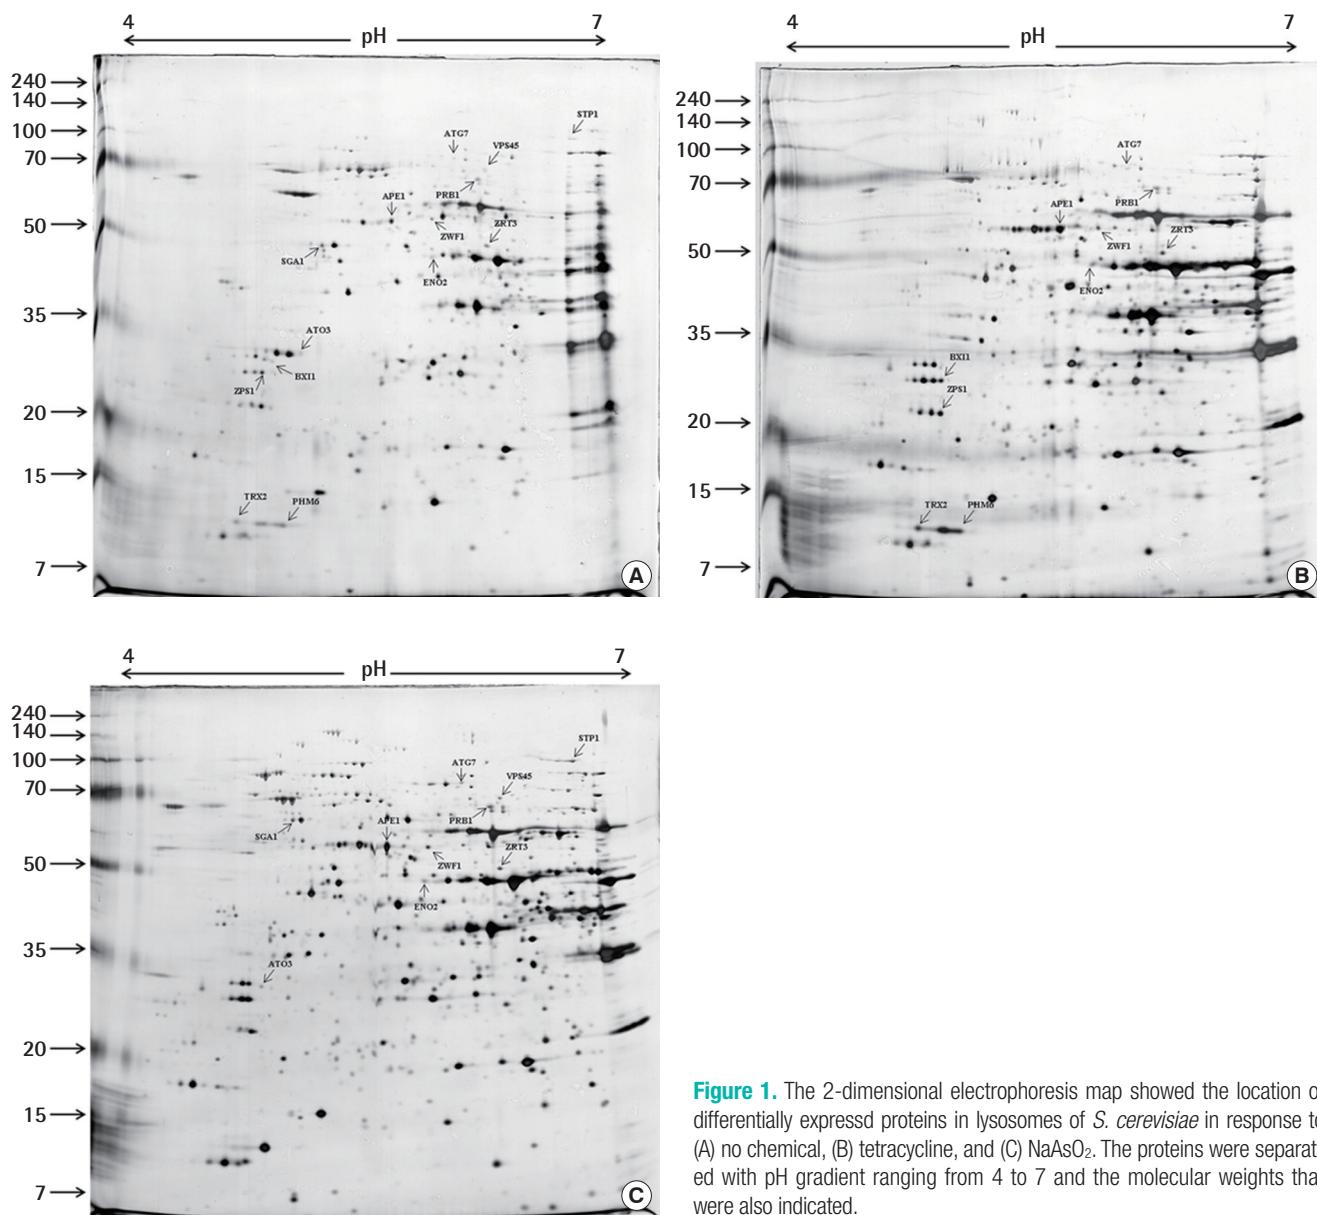 4 pH 7
240
140
100
70
50
35
20
15
7
STP1
ATG7
VPS45
PRB1
APE1
ZWF1
ZRT3
SGA1
ENO2
ATO3
BXI1
ZPS1
TRX2
PHM6
A
4 pH 7
240
140
100
70
50
35
20
15
7
ATG7
PRB1
APE1
ZWF1
ZRT3
ENO2
BXI1
ZPS1
TRX2
PHM6
B
4 pH 7
240
140
100
70
50
35
20
15
7
STP1
ATG7
VPS45
PRB1
APE1
SGA1
ZWF1
ZRT3
ENO2
ATO3
C
Figure 1. The 2-dimensional electrophoresis map showed the location o
differentially expressd proteins in lysosomes of S. cerevisiae in response to
(A) no chemical, (B) tetracycline, and (C) NaAsO₂. The proteins were separat
ed with pH gradient ranging from 4 to 7 and the molecular weights tha
were also indicated.